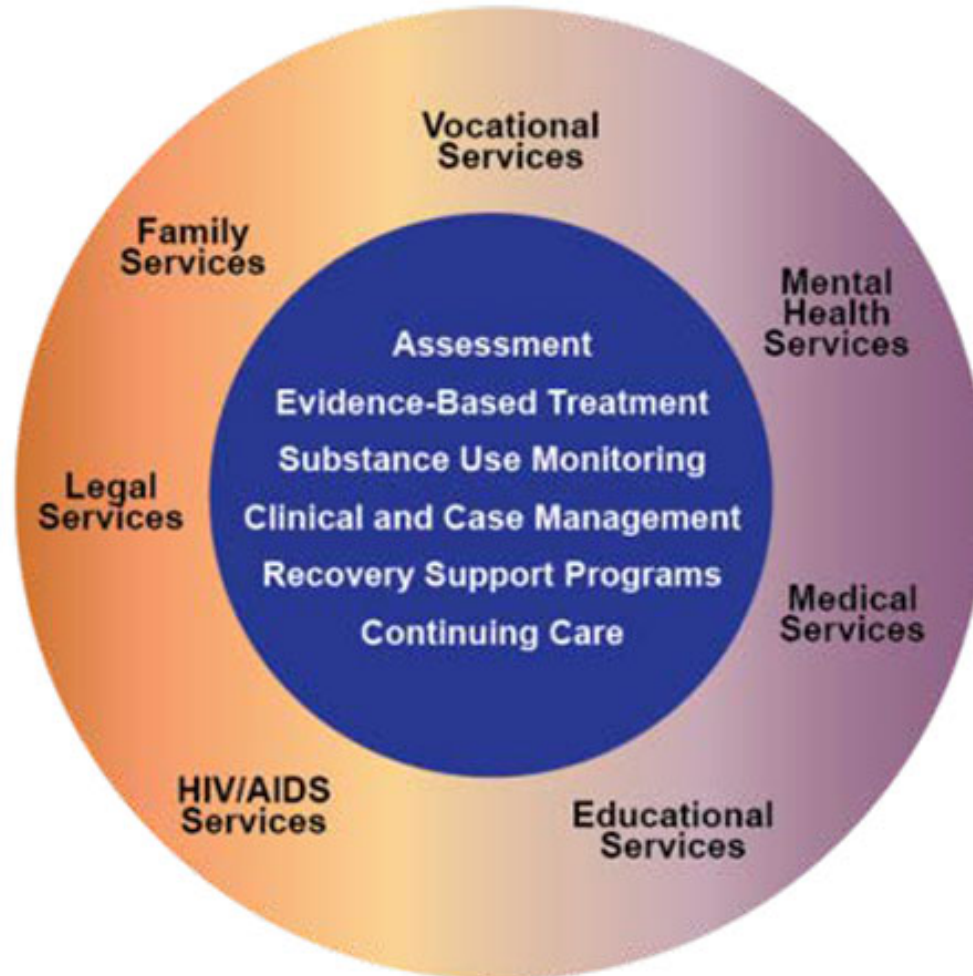 Vocational
Services
Family
Services
Mental
Health
Services
Assessment
Evidence-Based Treatment
Substance Use Monitoring
Clinical and Case Management
Recovery Support Programs
Continuing Care
Legal
Services
Medical
Services
HIV/AIDS
Services
Educational
Services